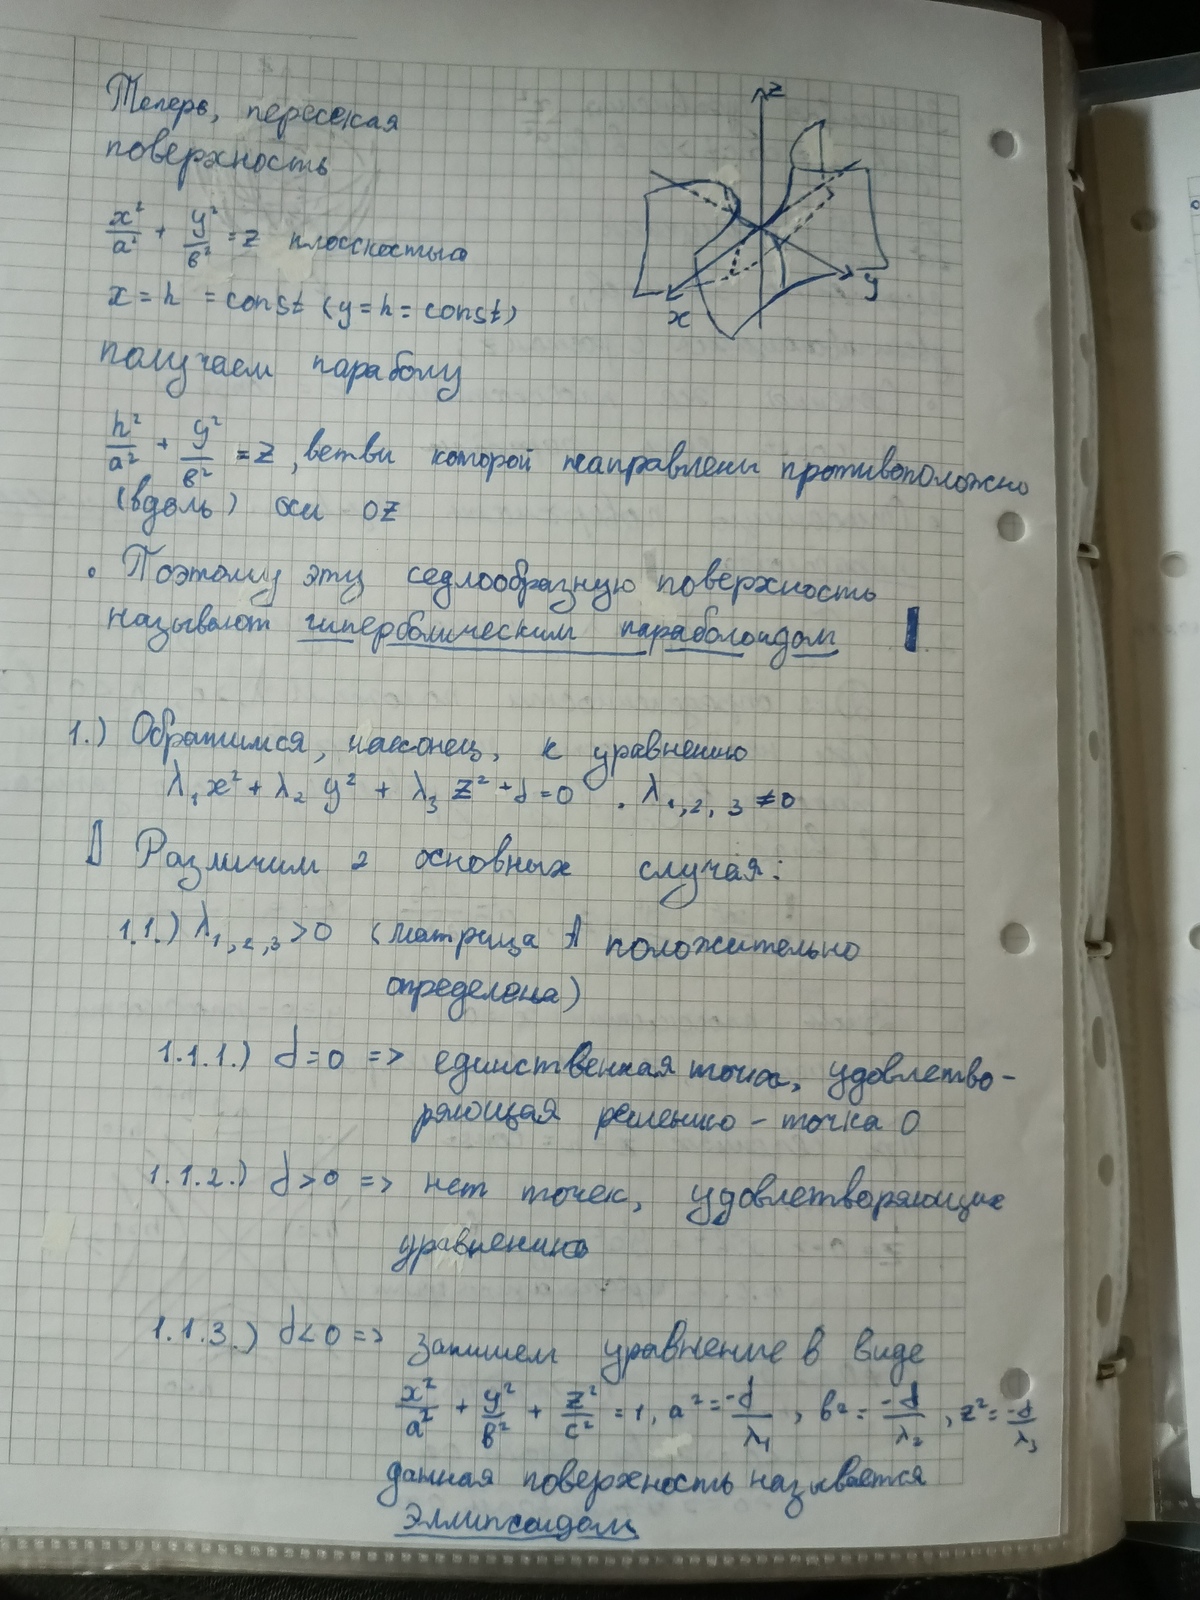 Теперь, пересекая
поверхность
x²/a² + y²/b² = z плоскостью
x = h = const (y = h = const)
получаем параболу
h²/a² + y²/b² = z, ветви которой направлены противоположно
(вдоль) оси OZ
• Поэтому эту седлообразную поверхность
называют гиперболическим параболоидом
z
x
y
1.) Обратимся, наконец, к уравнению
λ₁x² + λ₂ y² + λ₃ z² + d = 0 . λ₁,₂,₃ ≠ 0
Различим 2 основных случая:
1.1.) λ₁,₂,₃ > 0 (матрица A положительно
определена)
1.1.1.) d = 0 => единственная точка, удовлетво-
ряющая решению - точка O
1.1.2.) d > 0 => нет точек, удовлетворяющих
уравнению
1.1.3.) d < 0 => запишем уравнение в виде
x²/a² + y²/b² + z²/c² = 1, a² = -d/λ₁, b² = -d/λ₂, z² = -d/λ₃
данная поверхность называется
Эллипсоидом